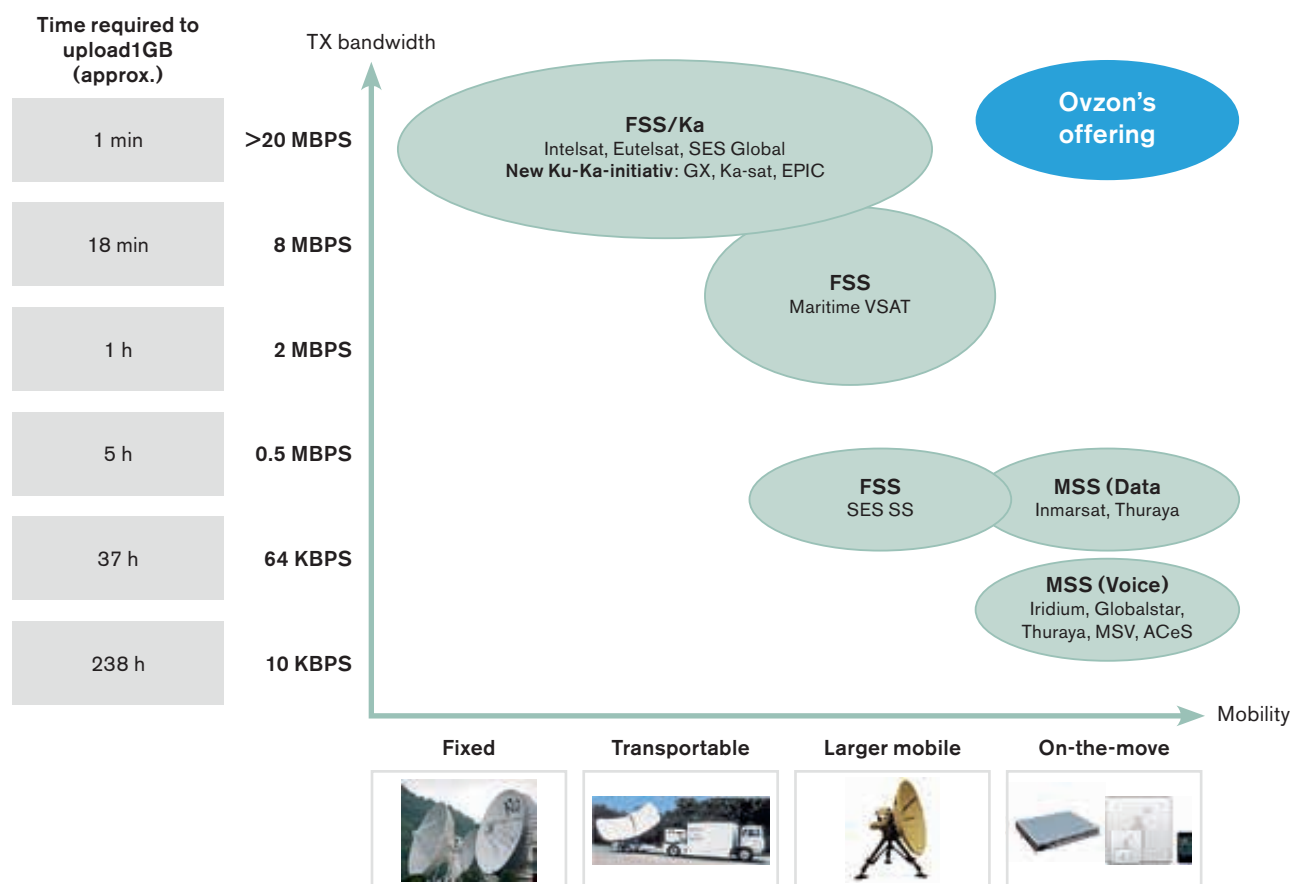 Time required to
upload1GB
(approx.)
TX bandwidth
1 min
>20 MBPS
18 min
8 MBPS
1 h
2 MBPS
5 h
0.5 MBPS
37 h
64 KBPS
238 h
10 KBPS
FSS/Ka
Intelsat, Eutelsat, SES Global
New Ku-Ka-initiativ: GX, Ka-sat, EPIC
Ovzon's
offering
FSS
Maritime VSAT
FSS
SES SS
MSS (Data
Inmarsat, Thuraya
MSS (Voice)
Iridium, Globalstar,
Thuraya, MSV, ACeS
Mobility
Fixed
Transportable
Larger mobile
On-the-move